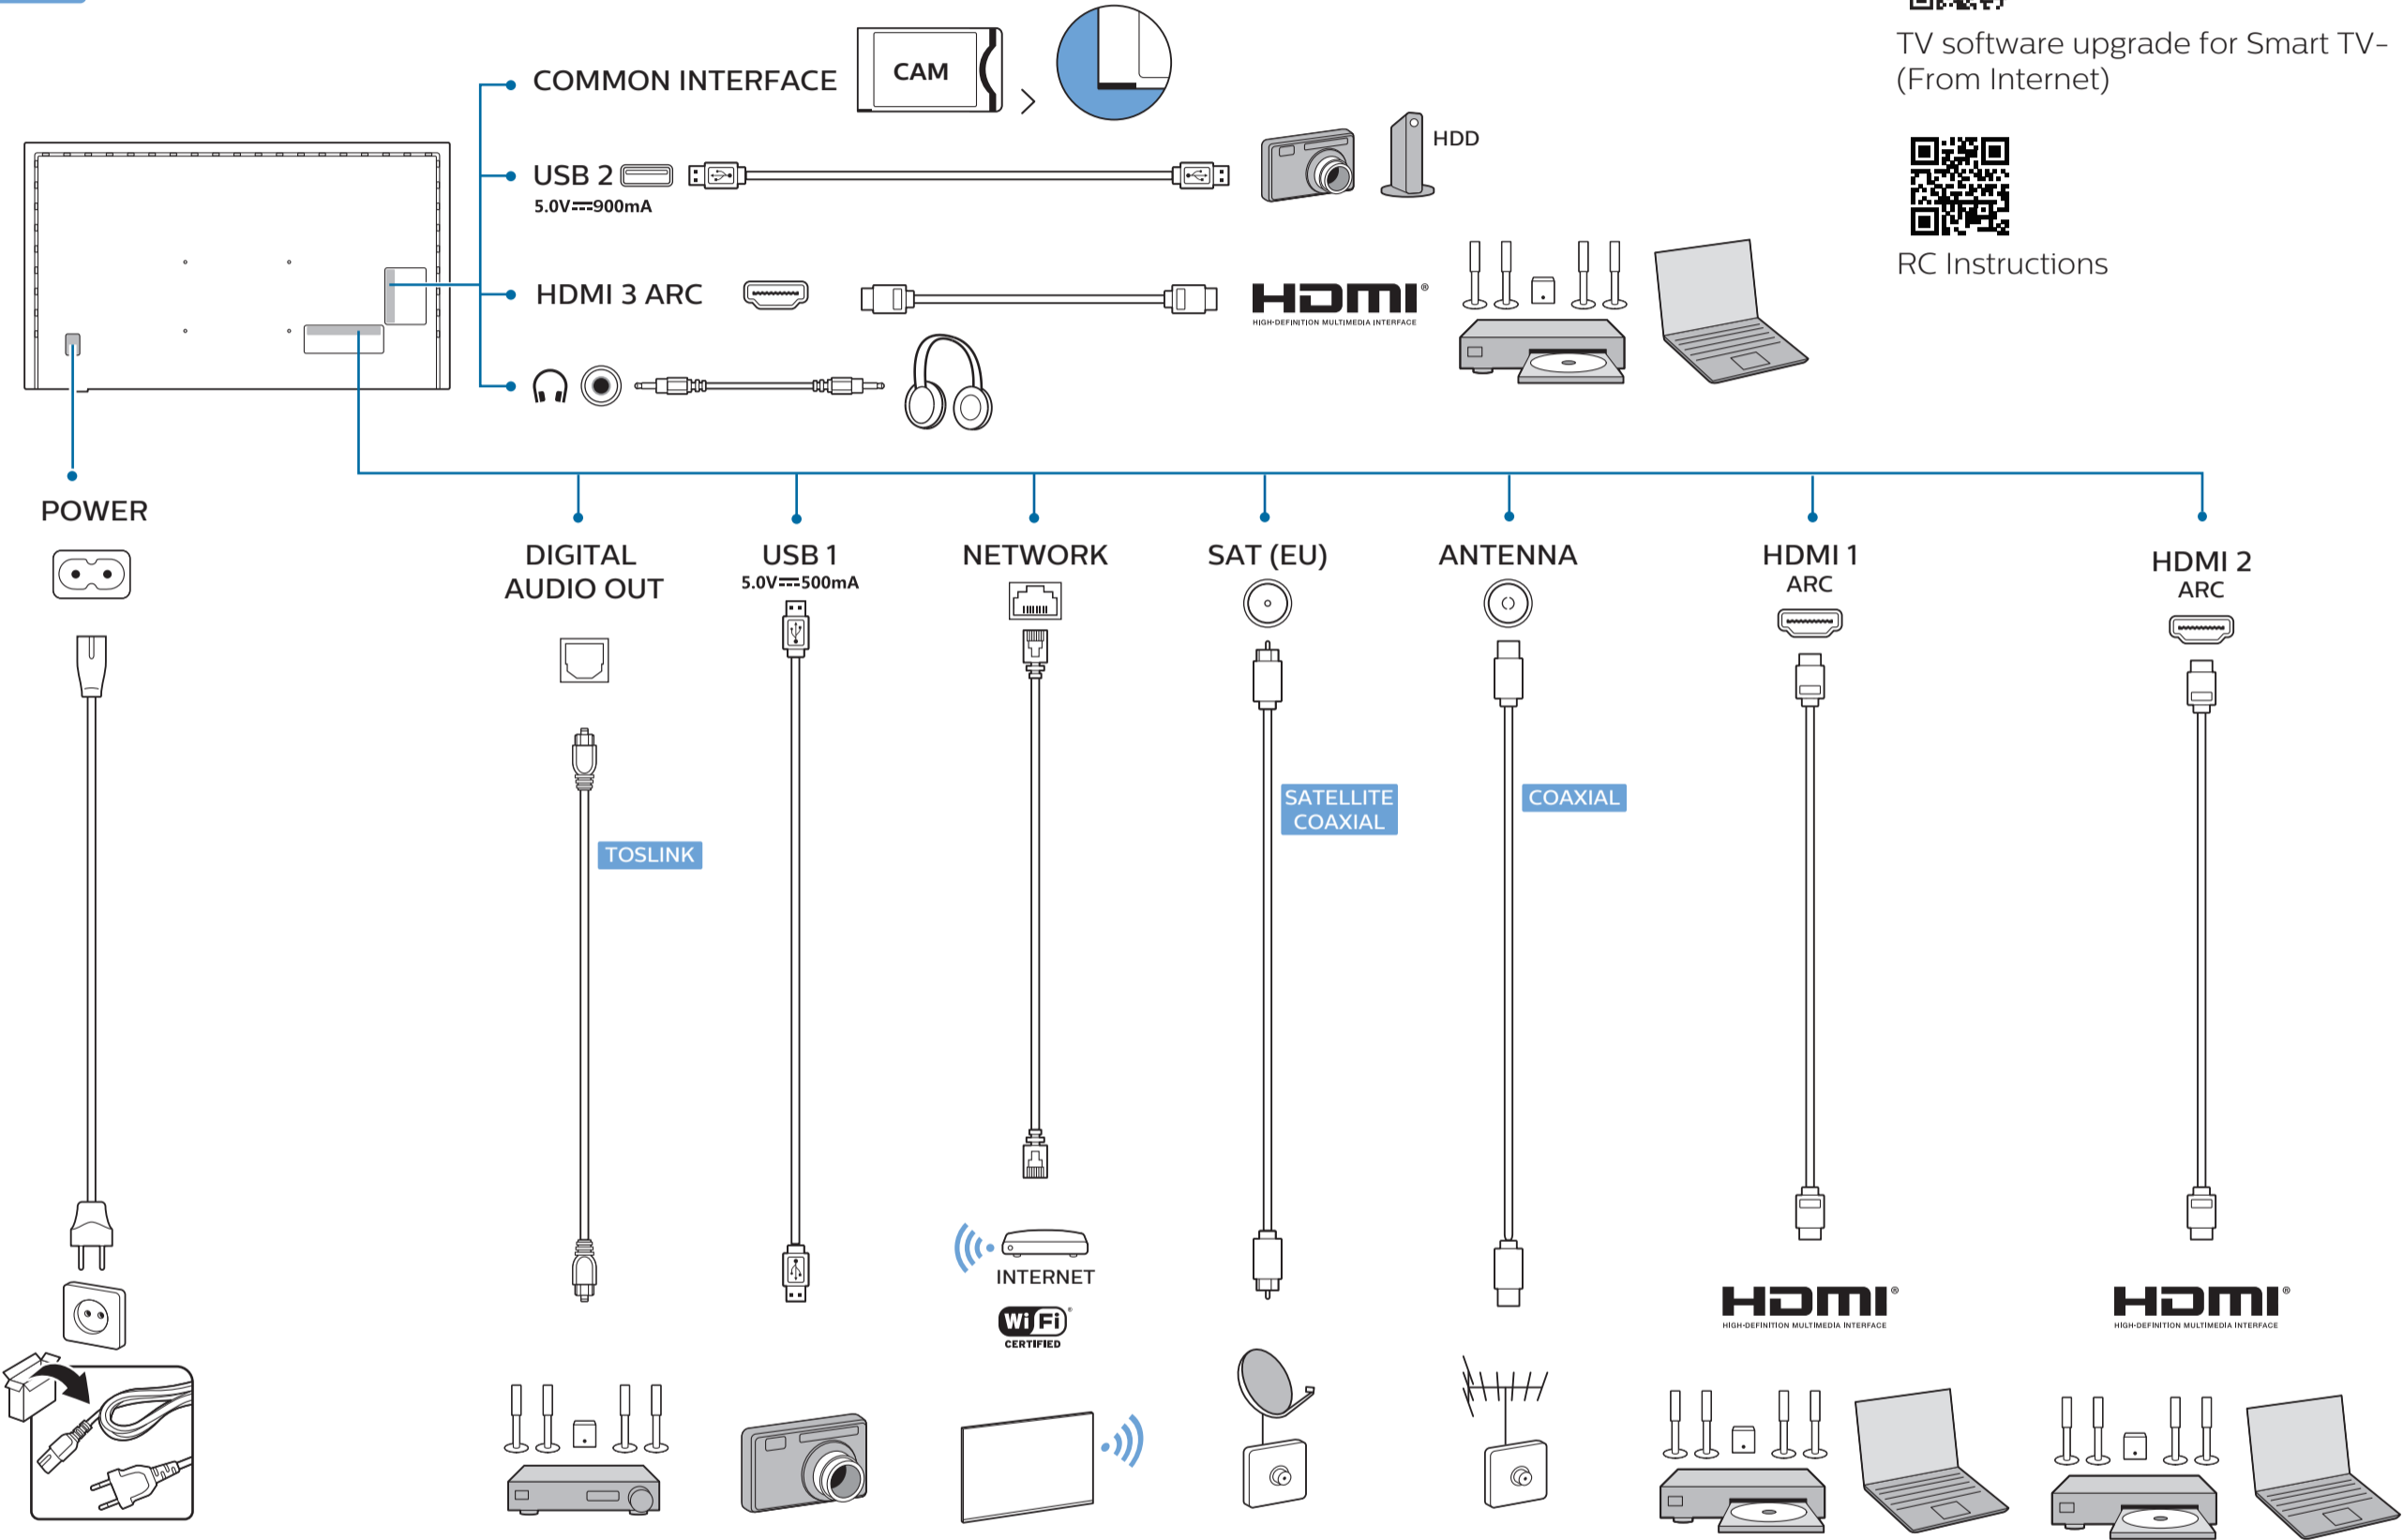 TV software upgrade for Smart TV-
(From Internet)
RC Instructions
COMMON INTERFACE
CAM
USB 2
5.0V⎓900mA
HDD
HDMI 3 ARC
HDMI®
HIGH-DEFINITION MULTIMEDIA INTERFACE
POWER
DIGITAL
AUDIO OUT
TOSLINK
USB 1
5.0V⎓500mA
NETWORK
INTERNET
Wi Fi®
CERTIFIED
SAT (EU)
SATELLITE
COAXIAL
ANTENNA
COAXIAL
HDMI 1
ARC
HDMI®
HIGH-DEFINITION MULTIMEDIA INTERFACE
HDMI 2
ARC
HDMI®
HIGH-DEFINITION MULTIMEDIA INTERFACE